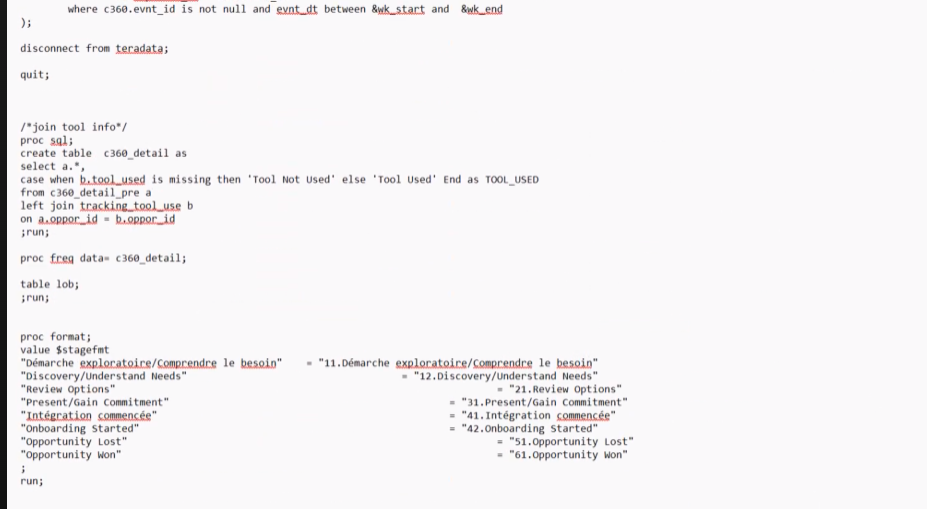 where c360.evnt_id is not null and evnt_dt between &wk_start and &wk_end
);
disconnect from teradata;
quit;
/*join tool info*/
proc sql;
create table c360_detail as
select a.*,
case when b.tool_used is missing then 'Tool Not Used' else 'Tool Used' End as TOOL_USED
from c360_detail_pre a
left join tracking_tool_use b
on a.oppor_id = b.oppor_id
;run;
proc freq data= c360_detail;
table lob;
;run;
proc format;
value $stagefmt
"Démarche exploratoire/Comprendre le besoin" = "11.Démarche exploratoire/Comprendre le besoin"
"Discovery/Understand Needs" = "12.Discovery/Understand Needs"
"Review Options" = "21.Review Options"
"Present/Gain Commitment" = "31.Present/Gain Commitment"
"Intégration commencée" = "41.Intégration commencée"
"Onboarding Started" = "42.Onboarding Started"
"Opportunity Lost" = "51.Opportunity Lost"
"Opportunity Won" = "61.Opportunity Won"
;
run;